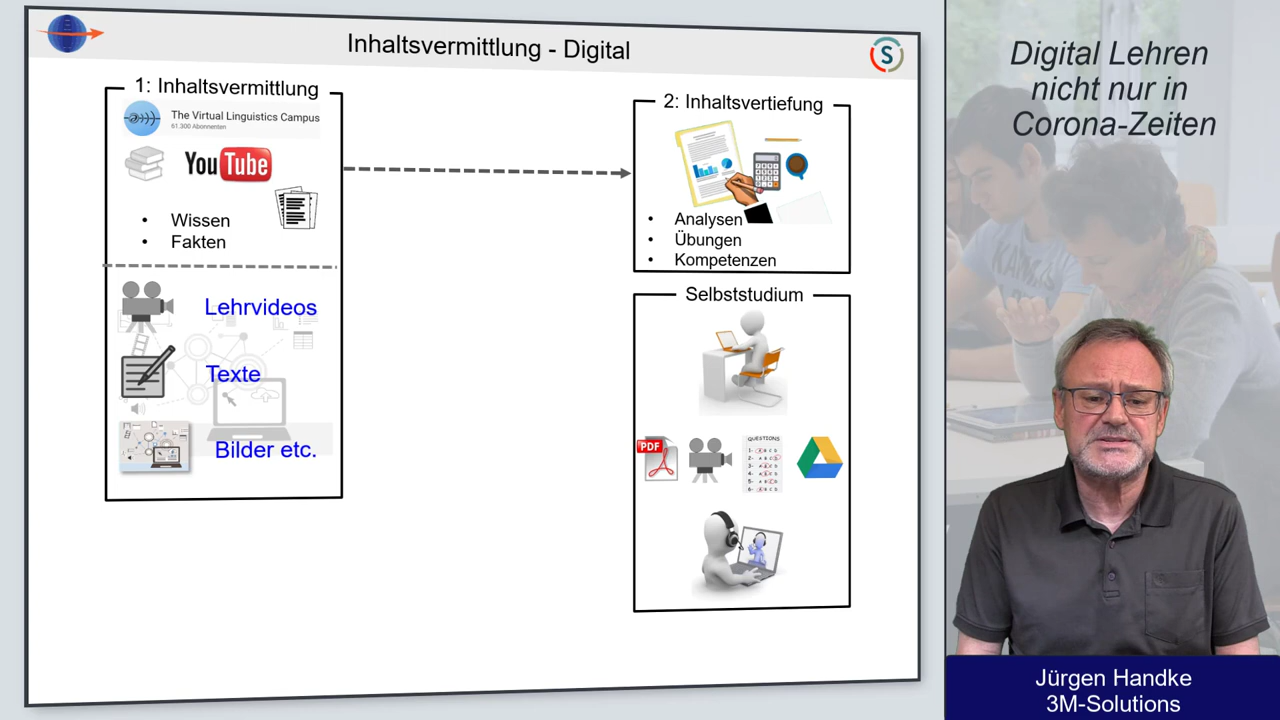 Inhaltsvermittlung - Digital
S
1: Inhaltsvermittlung
The Virtual Linguistics Campus
61.300 Abonnenten
YouTube
• Wissen
• Fakten
Lehrvideos
Texte
Bilder etc.
2: Inhaltsvertiefung
• Analysen
• Übungen
• Kompetenzen
Selbststudium
PDF
QUESTIONS
Digital Lehren
nicht nur in
Corona-Zeiten
KAMAS
Jürgen Handke
3M-Solutions